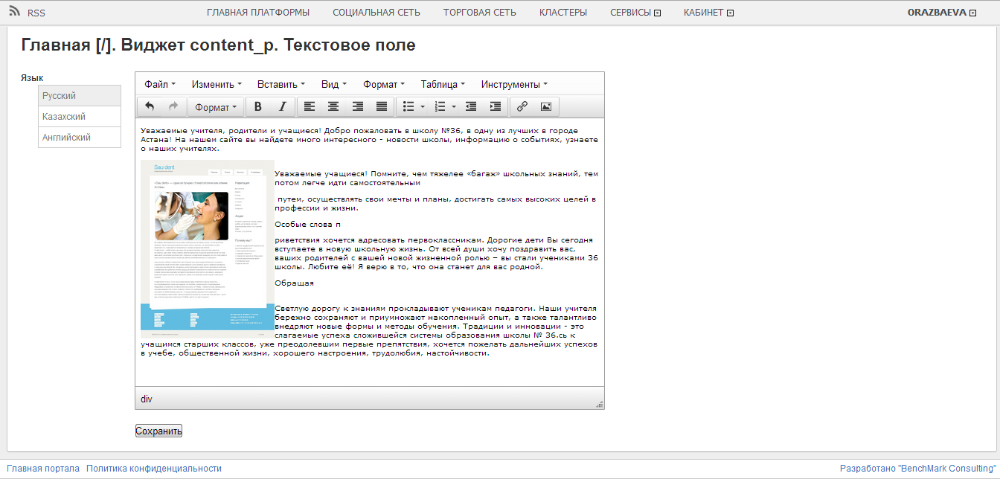 RSS
ГЛАВНАЯ ПЛАТФОРМЫ СОЦИАЛЬНАЯ СЕТЬ ТОРГОВАЯ СЕТЬ КЛАСТЕРЫ СЕРВИСЫ КАБИНЕТ ORAZBAEVA
Главная [/]. Виджет content_p. Текстовое поле
Язык
Русский
Казахский
Английский
Файл Изменить Вставить Вид Формат Таблица Инструменты
Формат B I
Уважаемые учителя, родители и учащиеся! Добро пожаловать в школу №36, в одну из лучших в городе
Астана! На нашем сайте вы найдете много интересного - новости школы, информацию о событиях, узнаете
о наших учителях.
Sau dent
Уважаемые учащиеся! Помните, чем тяжелее «багаж» школьных знаний, тем
потом легче идти самостоятельным
путем, осуществлять свои мечты и планы, достигать самых высоких целей в
профессии и жизни.
Особые слова п
риветствия хочется адресовать первоклассникам. Дорогие дети Вы сегодня
вступаете в новую школьную жизнь. От всей души хочу поздравить вас,
ваших родителей с вашей новой жизненной ролью – вы стали учениками 36
школы. Любите её! Я верю в то, что она станет для вас родной.
Обращая
Светлую дорогу к знаниям прокладывают ученикам педагоги. Наши учителя
бережно сохраняют и приумножают накопленный опыт, а также талантливо
внедряют новые формы и методы обучения. Традиции и инновации - это
слагаемые успеха сложившейся системы образования школы № 36.сь к
учащимся старших классов, уже преодолевшим первые препятствия, хочется пожелать дальнейших успехов
в учебе, общественной жизни, хорошего настроения, трудолюбия, настойчивости.
div
Сохранить
Главная портала Политика конфиденциальности Разработано "BenchMark Consulting"